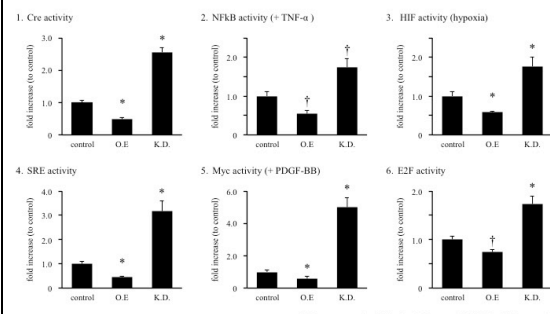 1. Cre activity
fold increase (to control)
3.0
2.0
1.0
0
*
*
control O.E K.D.
2. NFkB activity (+ TNF-α )
fold increase (to control)
2.0
1.0
0
†
†
control O.E K.D.
3. HIF activity (hypoxia)
fold increase (to control)
2.0
1.0
0
*
*
control O.E K.D.
4. SRE activity
fold increase (to control)
4.0
3.0
2.0
1.0
0
*
*
control O.E K.D.
5. Myc activity (+ PDGF-BB)
fold increase (to control)
6.0
4.0
2.0
0
*
*
control O.E K.D.
6. E2F activity
fold increase (to control)
2.0
1.0
0
†
*
control O.E K.D.